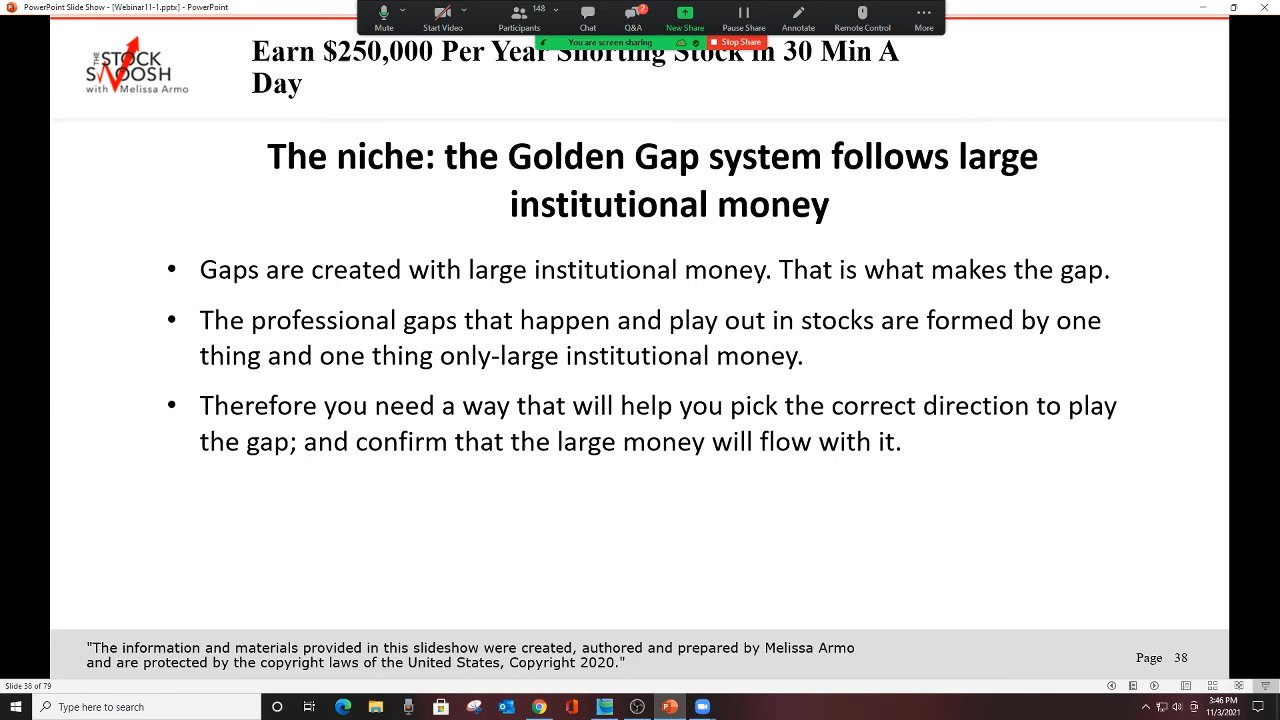 PowerPoint Slide Show - [Webinar11-1.pptx] - PowerPoint
148
2
Mute
Start Video
Participants
Chat
Q&A
New Share
Pause Share
Annotate
Remote Control
More
You are screen sharing
Stop Share
THE STOCK
SWOOSH
with Melissa Armo
Earn $250,000 Per Year Shorting Stock in 30 Min A
Day
The niche: the Golden Gap system follows large
institutional money
• Gaps are created with large institutional money. That is what makes the gap.
• The professional gaps that happen and play out in stocks are formed by one
thing and one thing only-large institutional money.
• Therefore you need a way that will help you pick the correct direction to play
the gap; and confirm that the large money will flow with it.
"The information and materials provided in this slideshow were created, authored and prepared by Melissa Armo
and are protected by the copyright laws of the United States, Copyright 2020."
Page 38
Slide 38 of 79
Type here to search
3:46 PM
11/3/2021